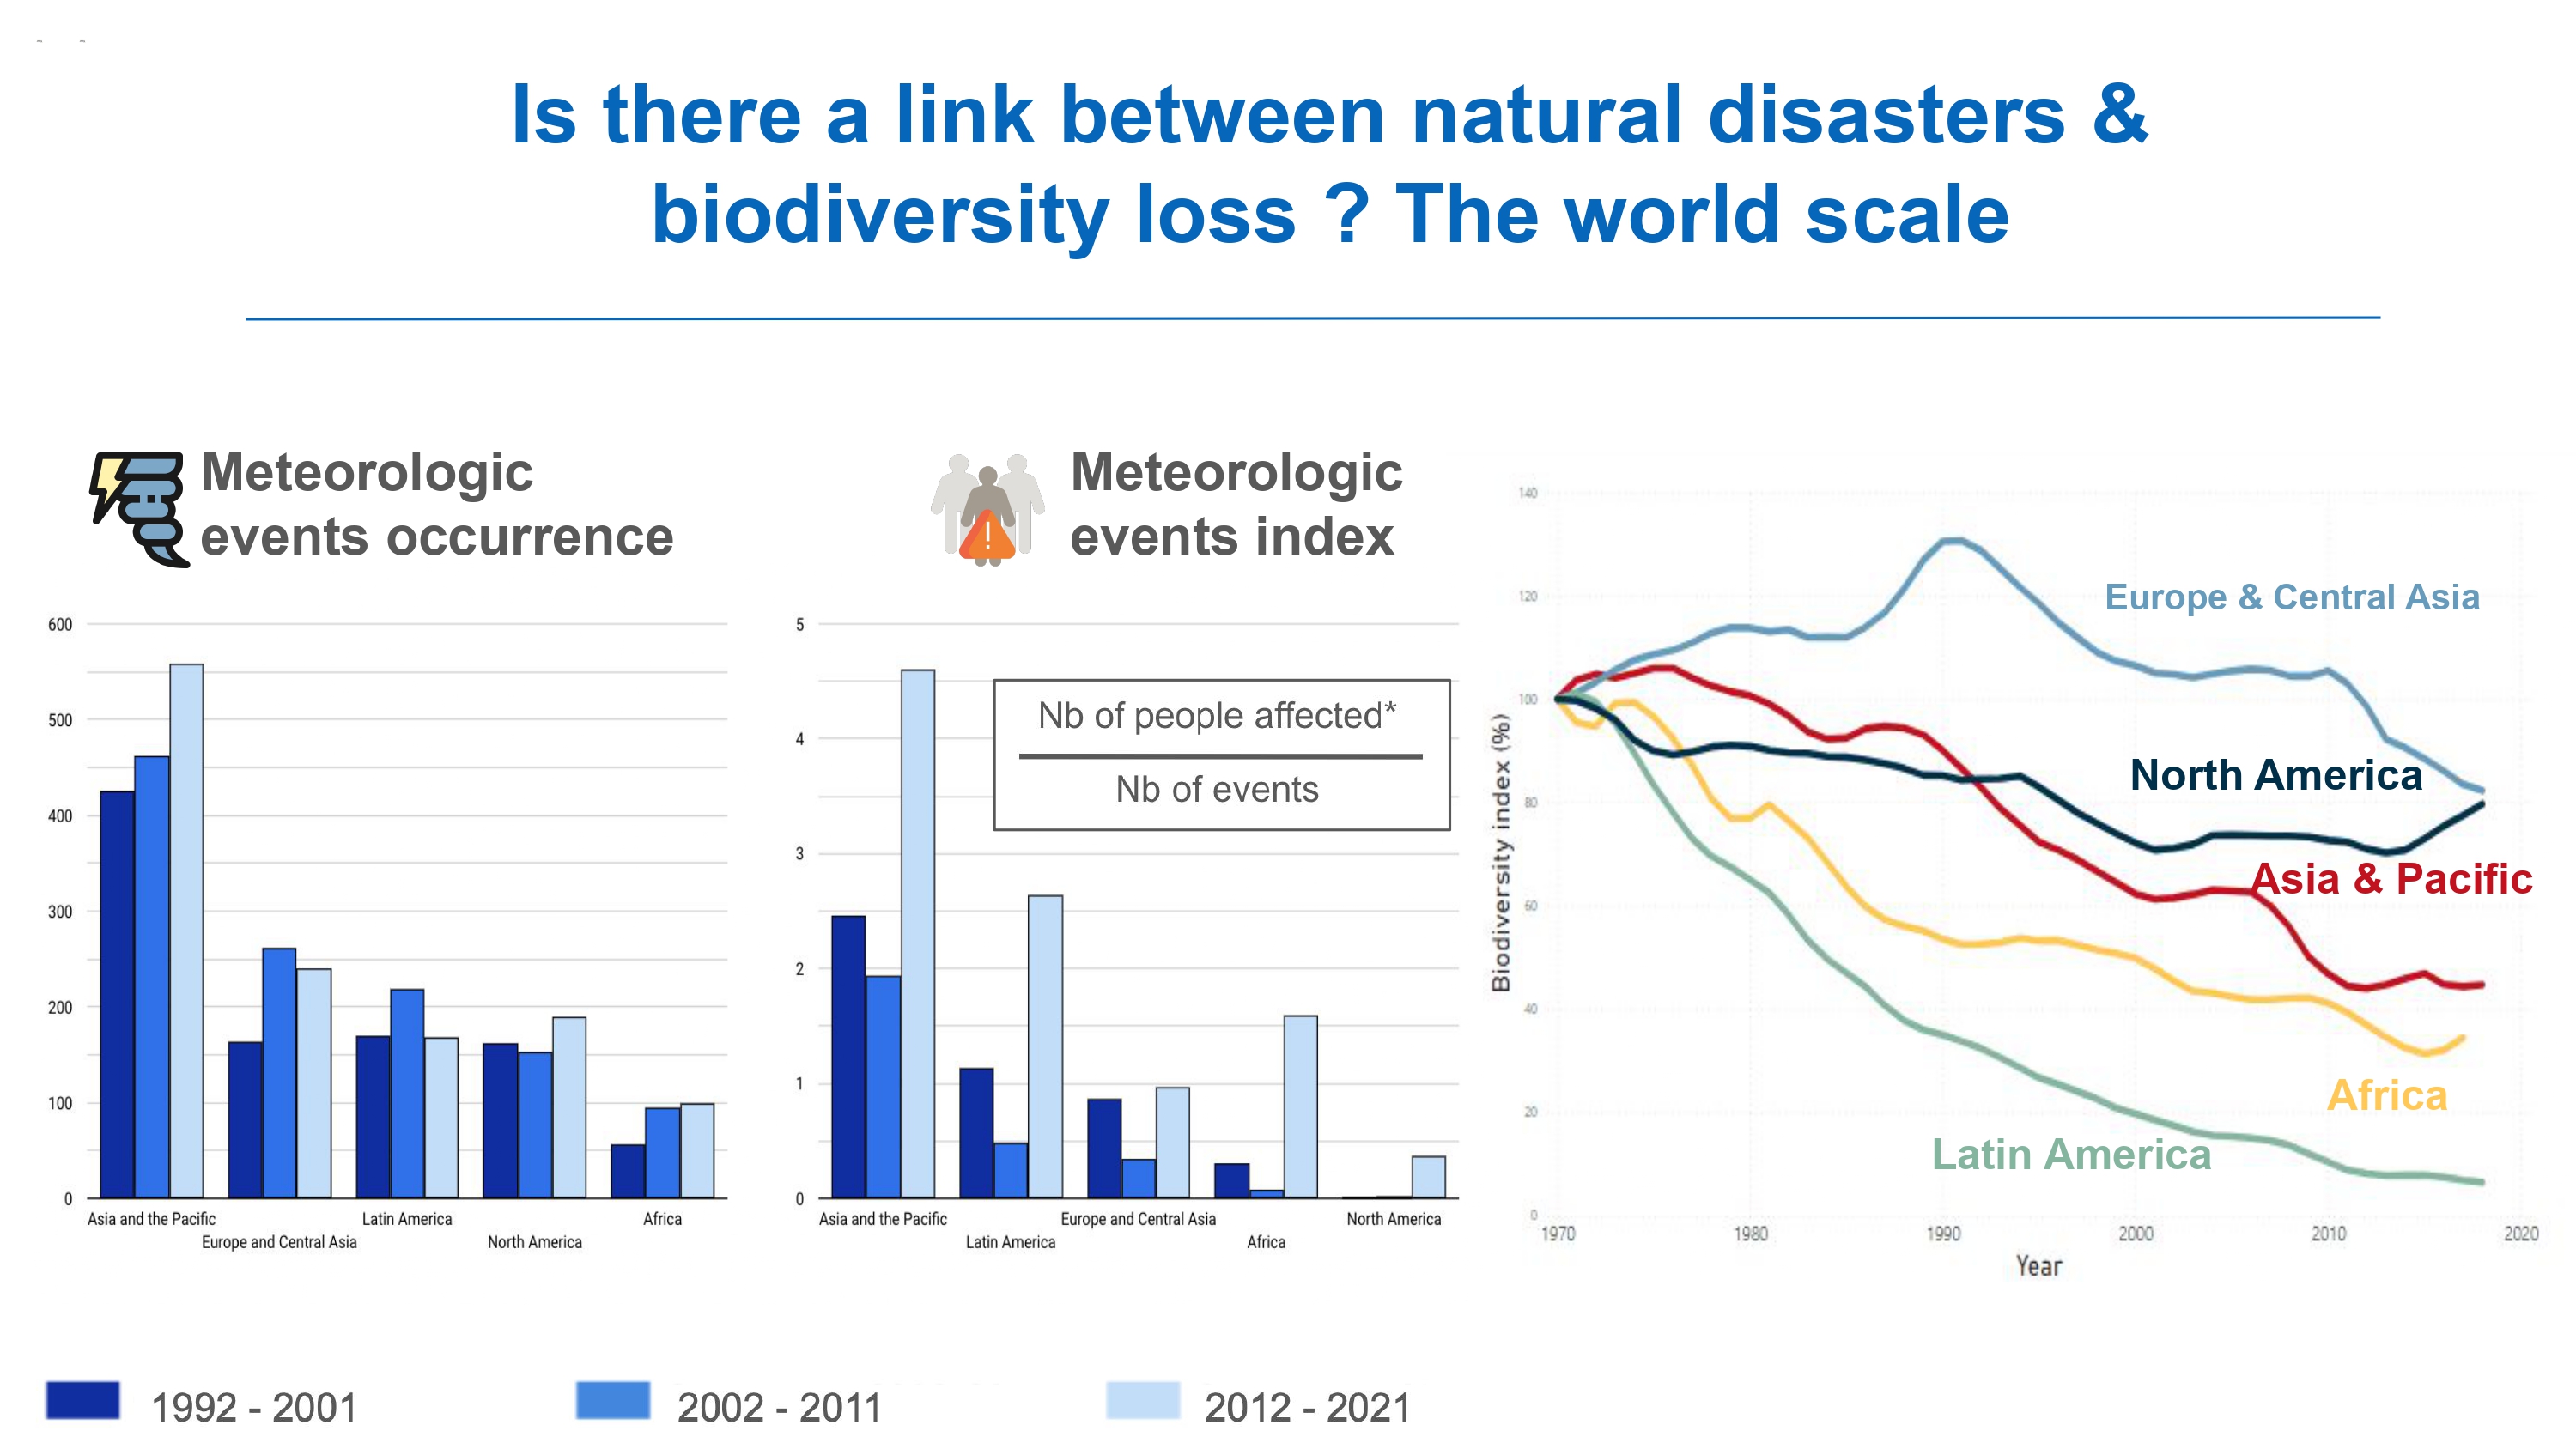 Is there a link between natural disasters &
biodiversity loss ? The world scale
Meteorologic
events occurrence
600
500
400
300
200
100
0
Asia and the Pacific
Europe and Central Asia
Latin America
North America
Africa
Meteorologic
events index
5
4
3
2
1
0
Nb of people affected*
Nb of events
Asia and the Pacific
Latin America
Europe and Central Asia
Africa
North America
Biodiversity index (%)
140
120
100
80
60
40
20
0
Europe & Central Asia
North America
Asia & Pacific
Africa
Latin America
1970
1980
1990
2000
2010
2020
Year
1992 - 2001
2002 - 2011
2012 - 2021